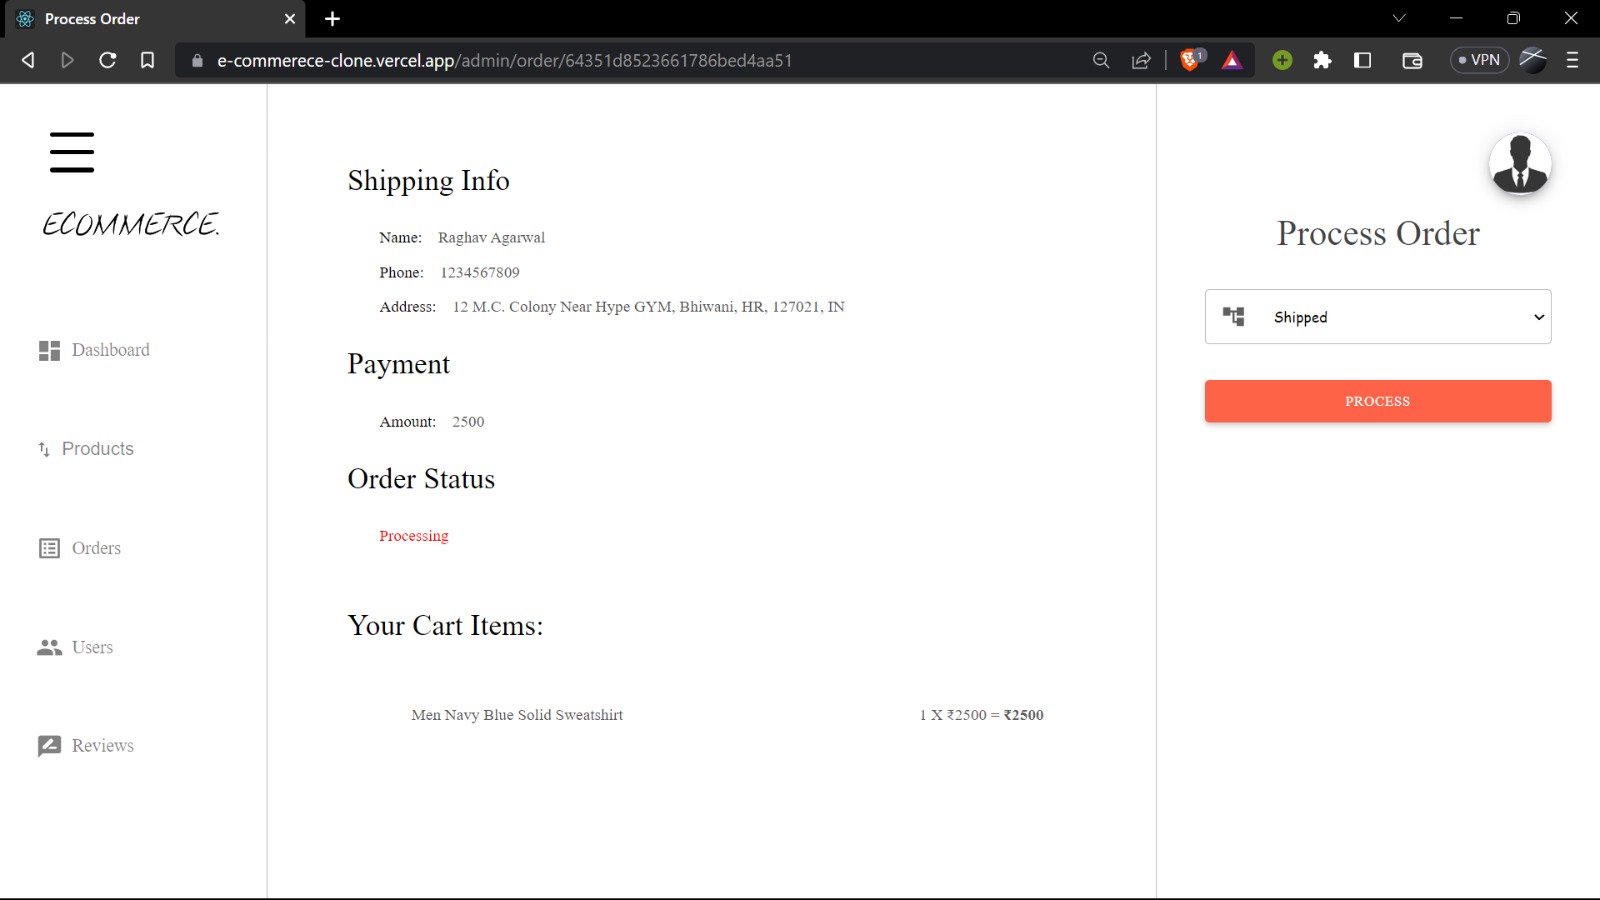 Process Order
e-commerece-clone.vercel.app/admin/order/64351d8523661786bed4aa51
1
VPN
ECOMMERCE.
Dashboard
Products
Orders
Users
Reviews
Shipping Info
Name: Raghav Agarwal
Phone: 1234567809
Address: 12 M.C. Colony Near Hype GYM, Bhiwani, HR, 127021, IN
Payment
Amount: 2500
Order Status
Processing
Your Cart Items:
Men Navy Blue Solid Sweatshirt 1 X ₹2500 = ₹2500
Process Order
Shipped
PROCESS